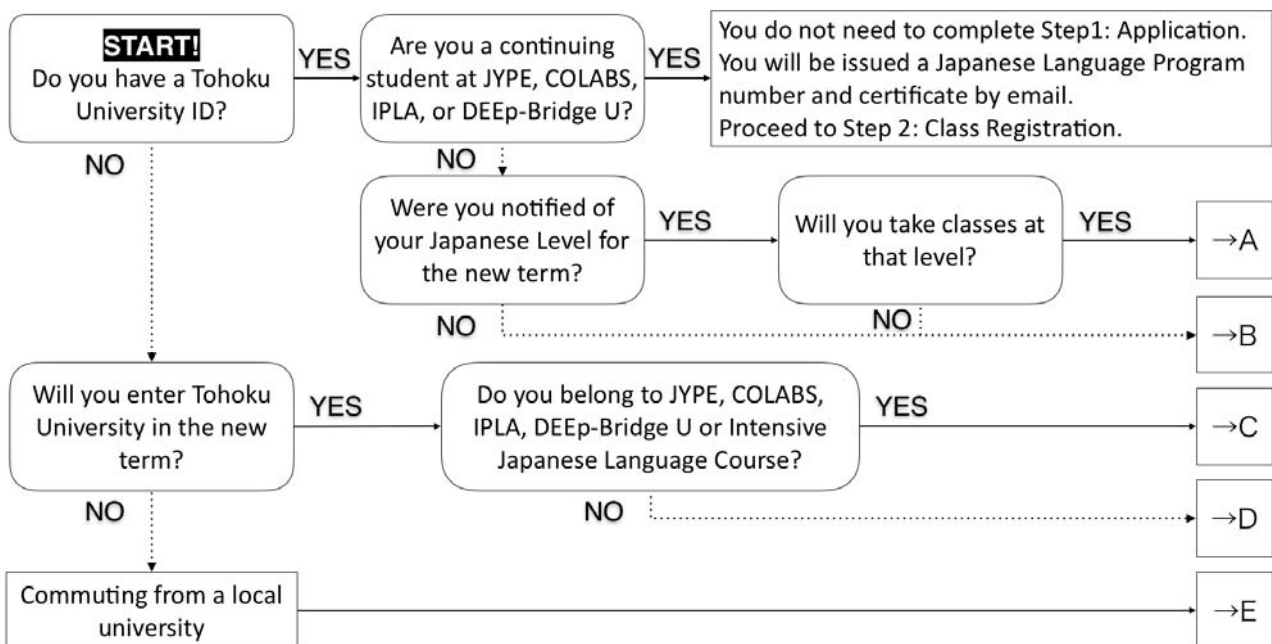 START!
Do you have a Tohoku
University ID?
YES
Are you a continuing
student at JYPE, COLABS,
IPLA, or DEEp-Bridge U?
YES
You do not need to complete Step1: Application.
You will be issued a Japanese Language Program
number and certificate by email.
Proceed to Step 2: Class Registration.
NO
NO
Were you notified of
your Japanese Level for
the new term?
YES
Will you take classes at
that level?
YES
→A
NO
NO
→B
Will you enter Tohoku
University in the new
term?
YES
Do you belong to JYPE, COLABS,
IPLA, DEEp-Bridge U or Intensive
Japanese Language Course?
YES
→C
NO
NO
→D
Commuting from a local
university
→E